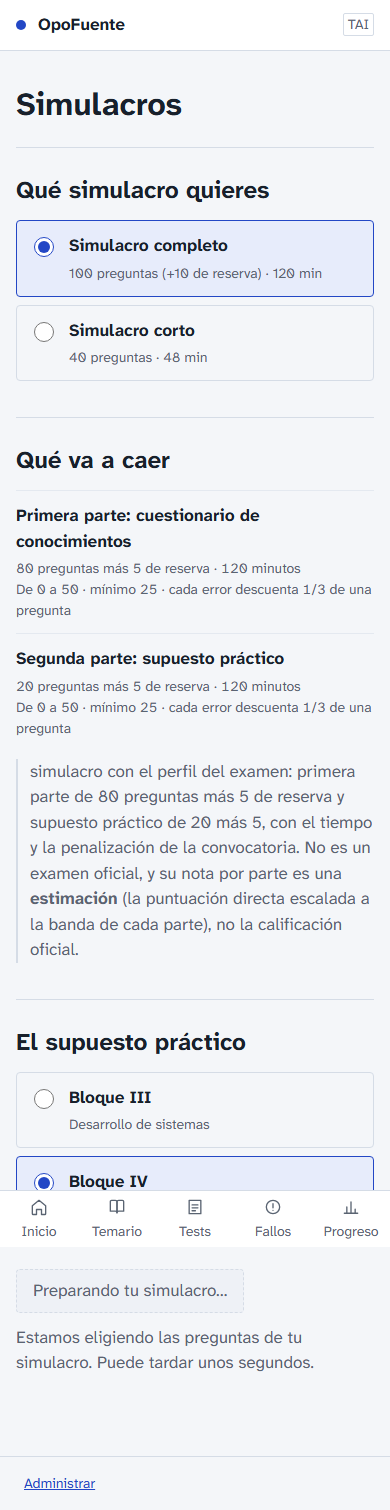 OpoFuente
TAI
Simulacros
Qué simulacro quieres
Simulacro completo
100 preguntas (+10 de reserva) · 120 min
Simulacro corto
40 preguntas · 48 min
Qué va a caer
Primera parte: cuestionario de
conocimientos
80 preguntas más 5 de reserva · 120 minutos
De 0 a 50 · mínimo 25 · cada error descuenta 1/3 de una
pregunta
Segunda parte: supuesto práctico
20 preguntas más 5 de reserva · 120 minutos
De 0 a 50 · mínimo 25 · cada error descuenta 1/3 de una
pregunta
simulacro con el perfil del examen: primera
parte de 80 preguntas más 5 de reserva y
supuesto práctico de 20 más 5, con el tiempo
y la penalización de la convocatoria. No es un
examen oficial, y su nota por parte es una
estimación (la puntuación directa escalada a
la banda de cada parte), no la calificación
oficial.
El supuesto práctico
Bloque III
Desarrollo de sistemas
Bloque IV
Inicio
Temario
Tests
Fallos
Progreso
Preparando tu simulacro...
Estamos eligiendo las preguntas de tu
simulacro. Puede tardar unos segundos.
Administrar